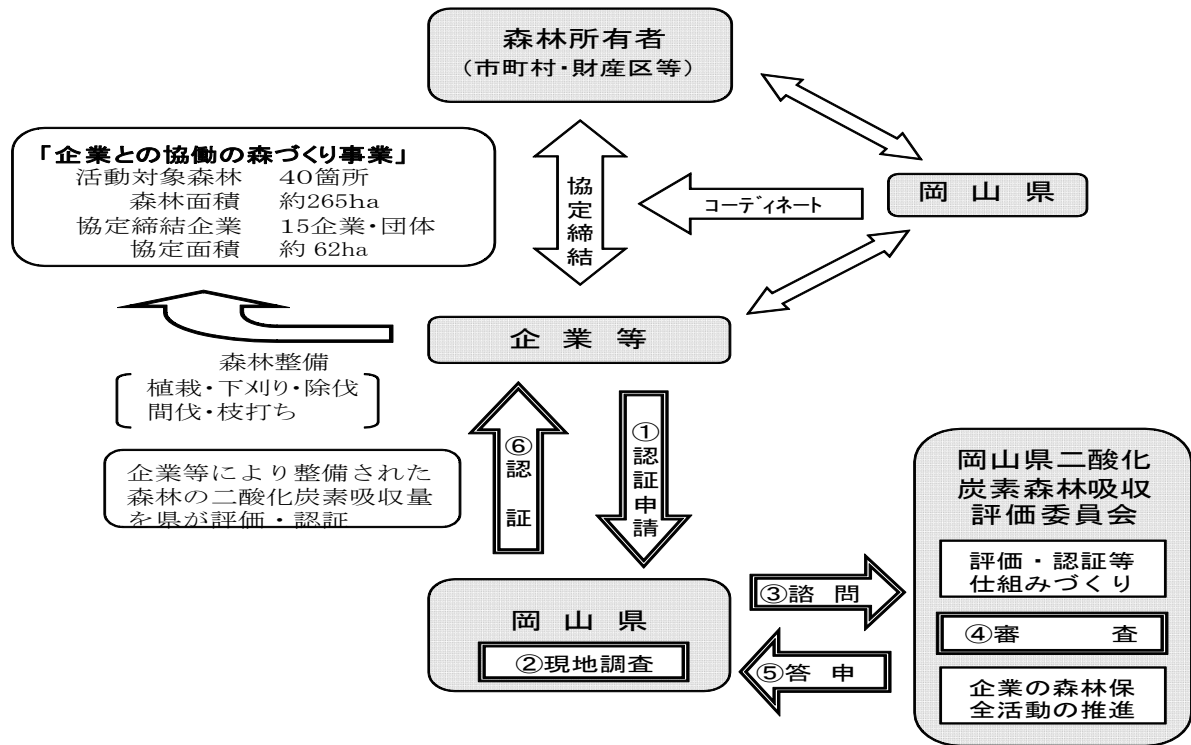 森林所有者
(市町村・財産区等)
「企業との協働の森づくり事業」
活動対象森林 40箇所
森林面積 約265ha
協定締結企業 15企業・団体
協定面積 約 62ha
協定締結
コーディネート
岡 山 県
企 業 等
森林整備
植栽・下刈り・除伐
間伐・枝打ち
企業等により整備された
森林の二酸化炭素吸収量
を県が評価・認証
⑥認 証
①認証申請
岡山県二酸化
炭素森林吸収
評価委員会
評価・認証等
仕組みづくり
④審 査
企業の森林保
全活動の推進
③諮 問
⑤答 申
岡 山 県
②現地調査